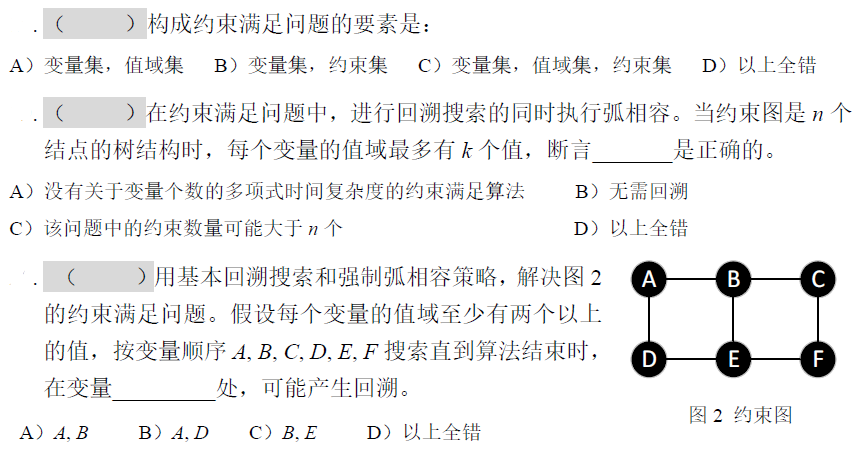 . （ ）构成约束满足问题的要素是：
A）变量集，值域集 B）变量集，约束集 C）变量集，值域集，约束集 D）以上全错
. （ ）在约束满足问题中，进行回溯搜索的同时执行弧相容。当约束图是 n 个
结点的树结构时，每个变量的值域最多有 k 个值，断言_______是正确的。
A）没有关于变量个数的多项式时间复杂度的约束满足算法 B）无需回溯
C）该问题中的约束数量可能大于 n 个 D）以上全错
. （ ）用基本回溯搜索和强制弧相容策略，解决图 2
的约束满足问题。假设每个变量的值域至少有两个以上
的值，按变量顺序 A, B, C, D, E, F 搜索直到算法结束时，
在变量_________处，可能产生回溯。
A）A, B B）A, D C）B, E D）以上全错
A B C
D E F
图 2 约束图